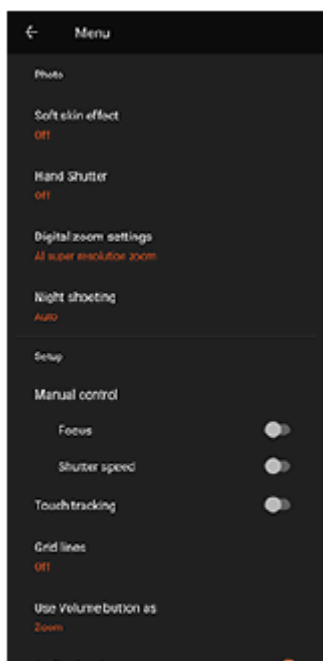 Menu
Photo
Soft skin effect
Off
Hand Shutter
Off
Digital zoom settings
AI super resolution zoom
Night shooting
Auto
Setup
Manual control
Focus
Shutter speed
Touch tracking
Grid lines
Off
Use Volume button as
Zoom